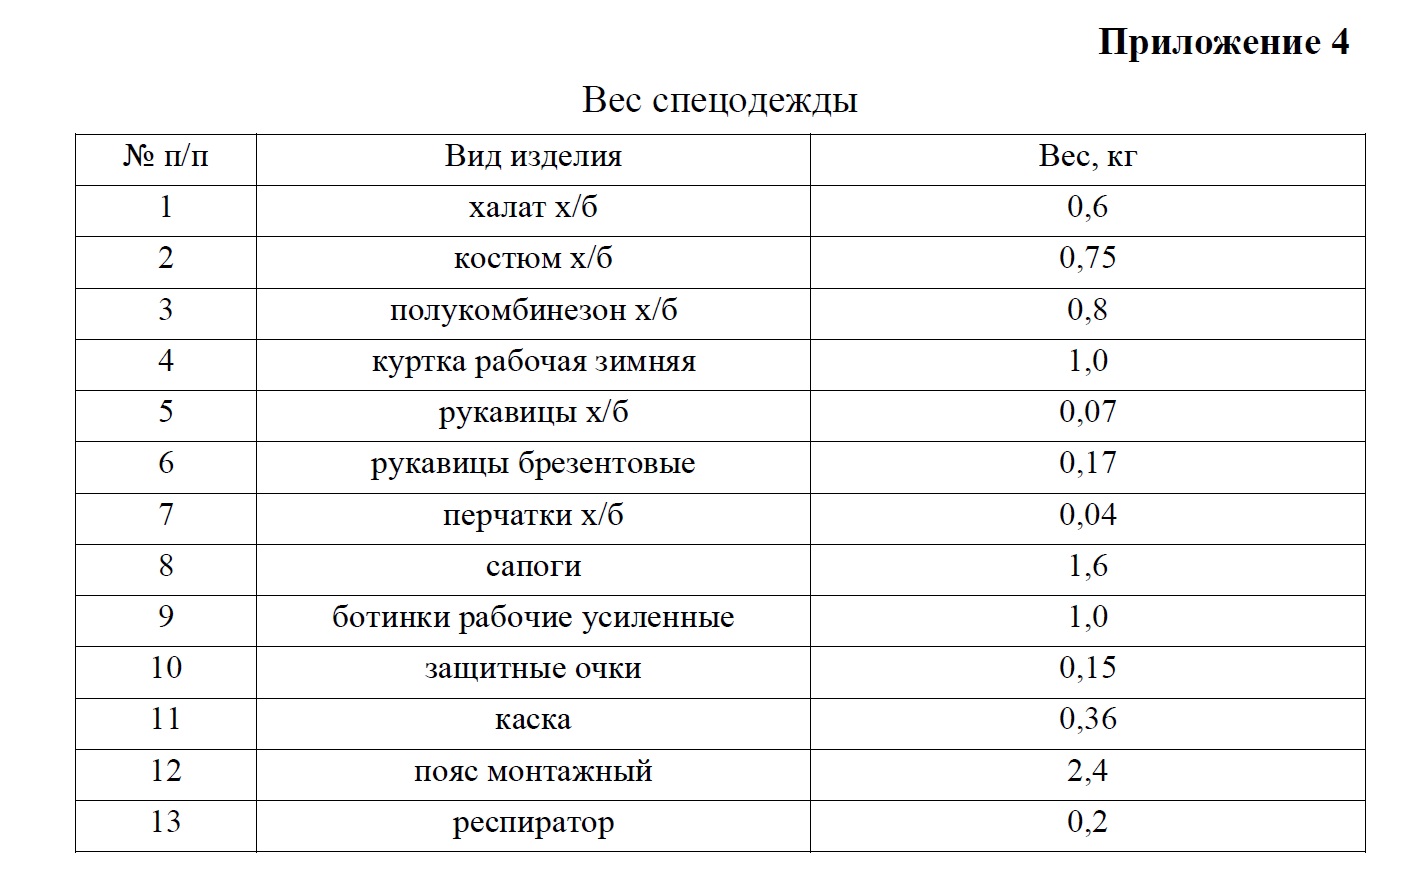 Приложение 4
Вес спецодежды
№ п/п Вид изделия Вес, кг
1 халат х/б 0,6
2 костюм х/б 0,75
3 полукомбинезон х/б 0,8
4 куртка рабочая зимняя 1,0
5 рукавицы х/б 0,07
6 рукавицы брезентовые 0,17
7 перчатки х/б 0,04
8 сапоги 1,6
9 ботинки рабочие усиленные 1,0
10 защитные очки 0,15
11 каска 0,36
12 пояс монтажный 2,4
13 респиратор 0,2